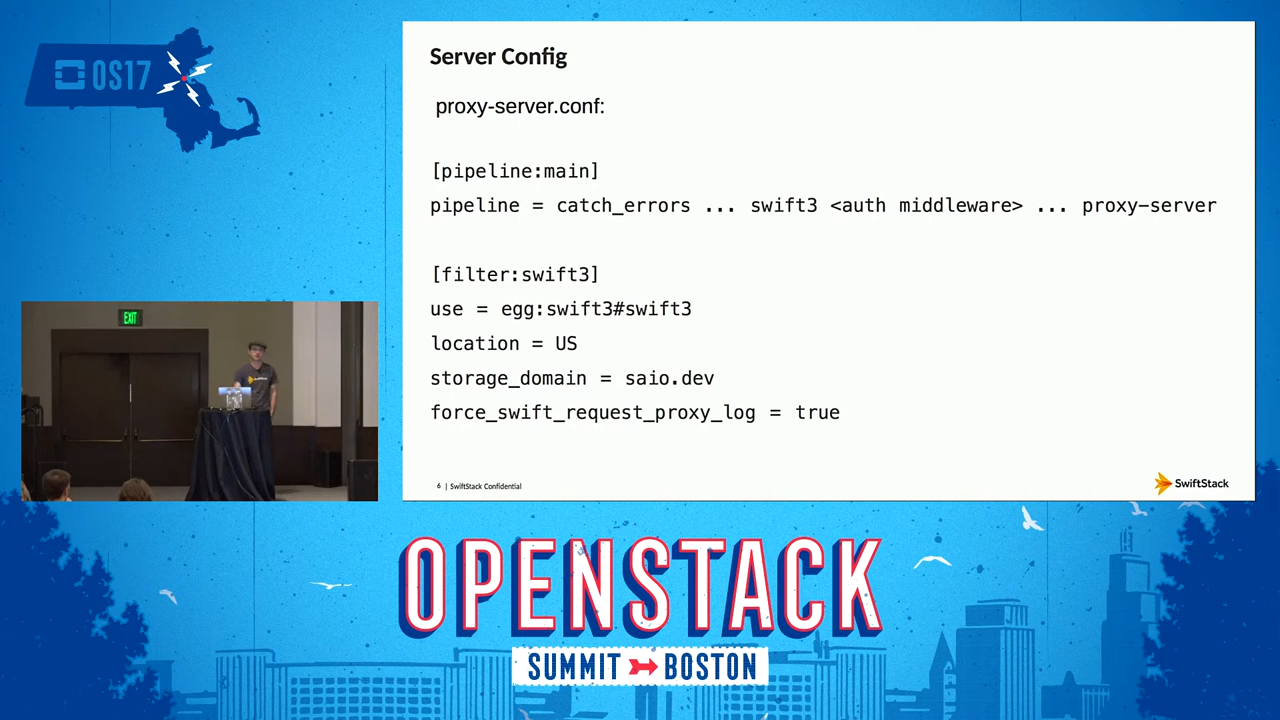 OS17
Server Config
proxy-server.conf:
[pipeline:main]
pipeline = catch_errors ... swift3 <auth middleware> ... proxy-server
[filter:swift3]
use = egg:swift3#swift3
location = US
storage_domain = saio.dev
force_swift_request_proxy_log = true
6 | SwiftStack Confidential
SwiftStack
EXIT
SwiftStack
OPENSTACK
SUMMIT BOSTON